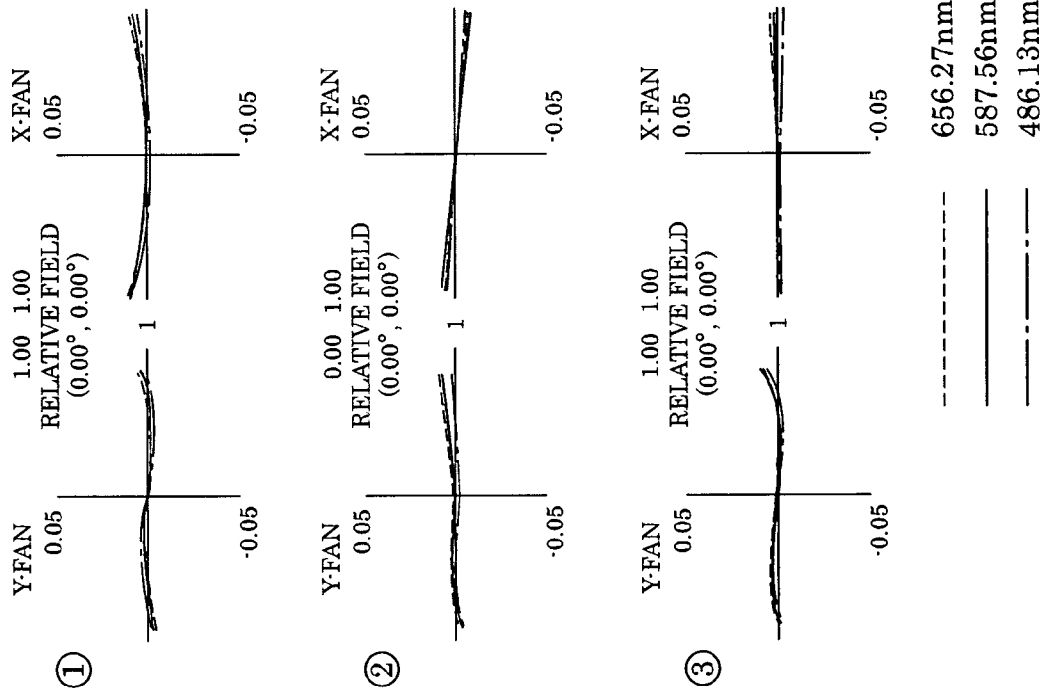 ①
Y-FAN
0.05
-0.05
1.00 1.00
RELATIVE FIELD
(0.00°, 0.00°)
1
X-FAN
0.05
-0.05
②
Y-FAN
0.05
-0.05
0.00 1.00
RELATIVE FIELD
(0.00°, 0.00°)
1
X-FAN
0.05
-0.05
③
Y-FAN
0.05
-0.05
1.00 1.00
RELATIVE FIELD
(0.00°, 0.00°)
1
X-FAN
0.05
-0.05
656.27nm
587.56nm
486.13nm